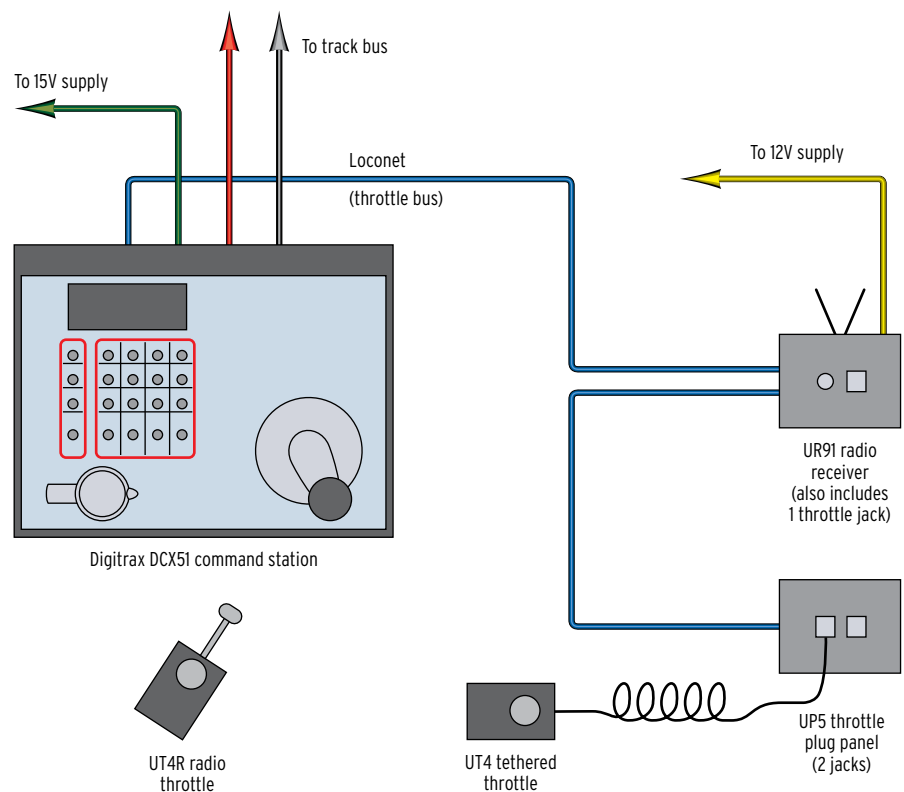 To track bus
To 15V supply
Loconet
(throttle bus)
To 12V supply
UR91 radio
receiver
(also includes
1 throttle jack)
Digitrax DCX51 command station
UT4R radio
throttle
UT4 tethered
throttle
UP5 throttle
plug panel
(2 jacks)